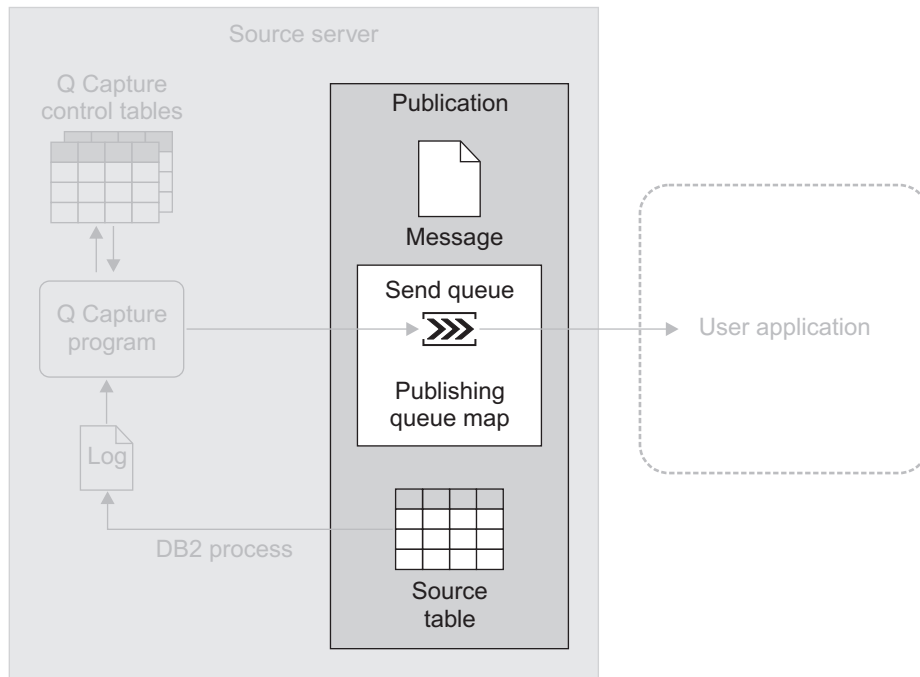 Source server
Q Capture
control tables
Publication
Message
Send queue
Q Capture
program
User application
Publishing
queue map
Log
DB2 process
Source
table